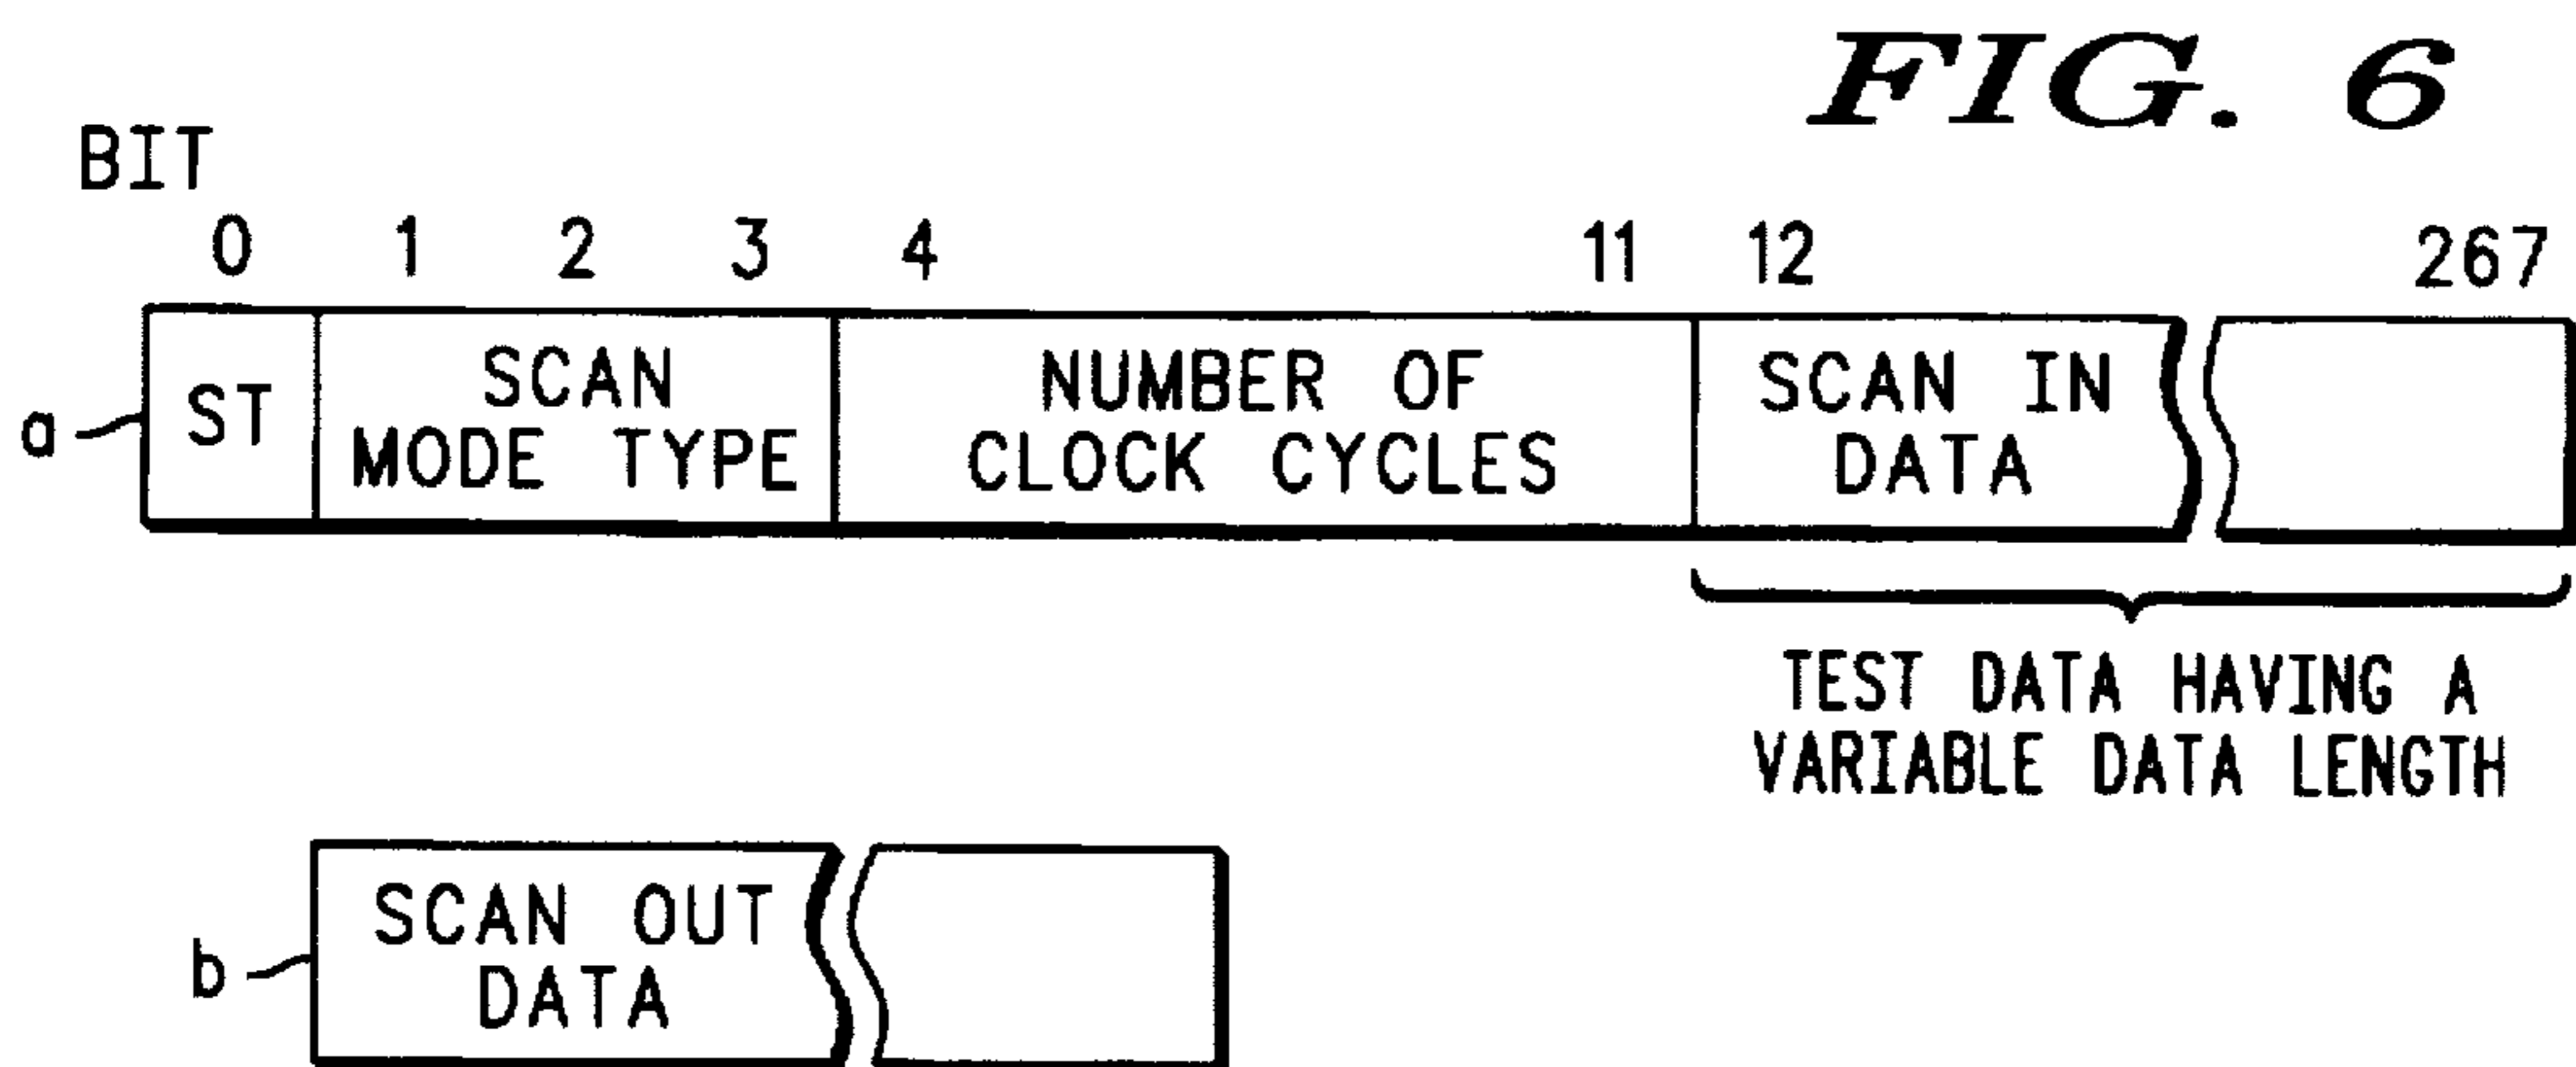 FIG. 6
BIT
0 1 2 3 4 11 12 267
a
ST
SCAN
MODE TYPE
NUMBER OF
CLOCK CYCLES
SCAN IN
DATA
TEST DATA HAVING A
VARIABLE DATA LENGTH
b
SCAN OUT
DATA